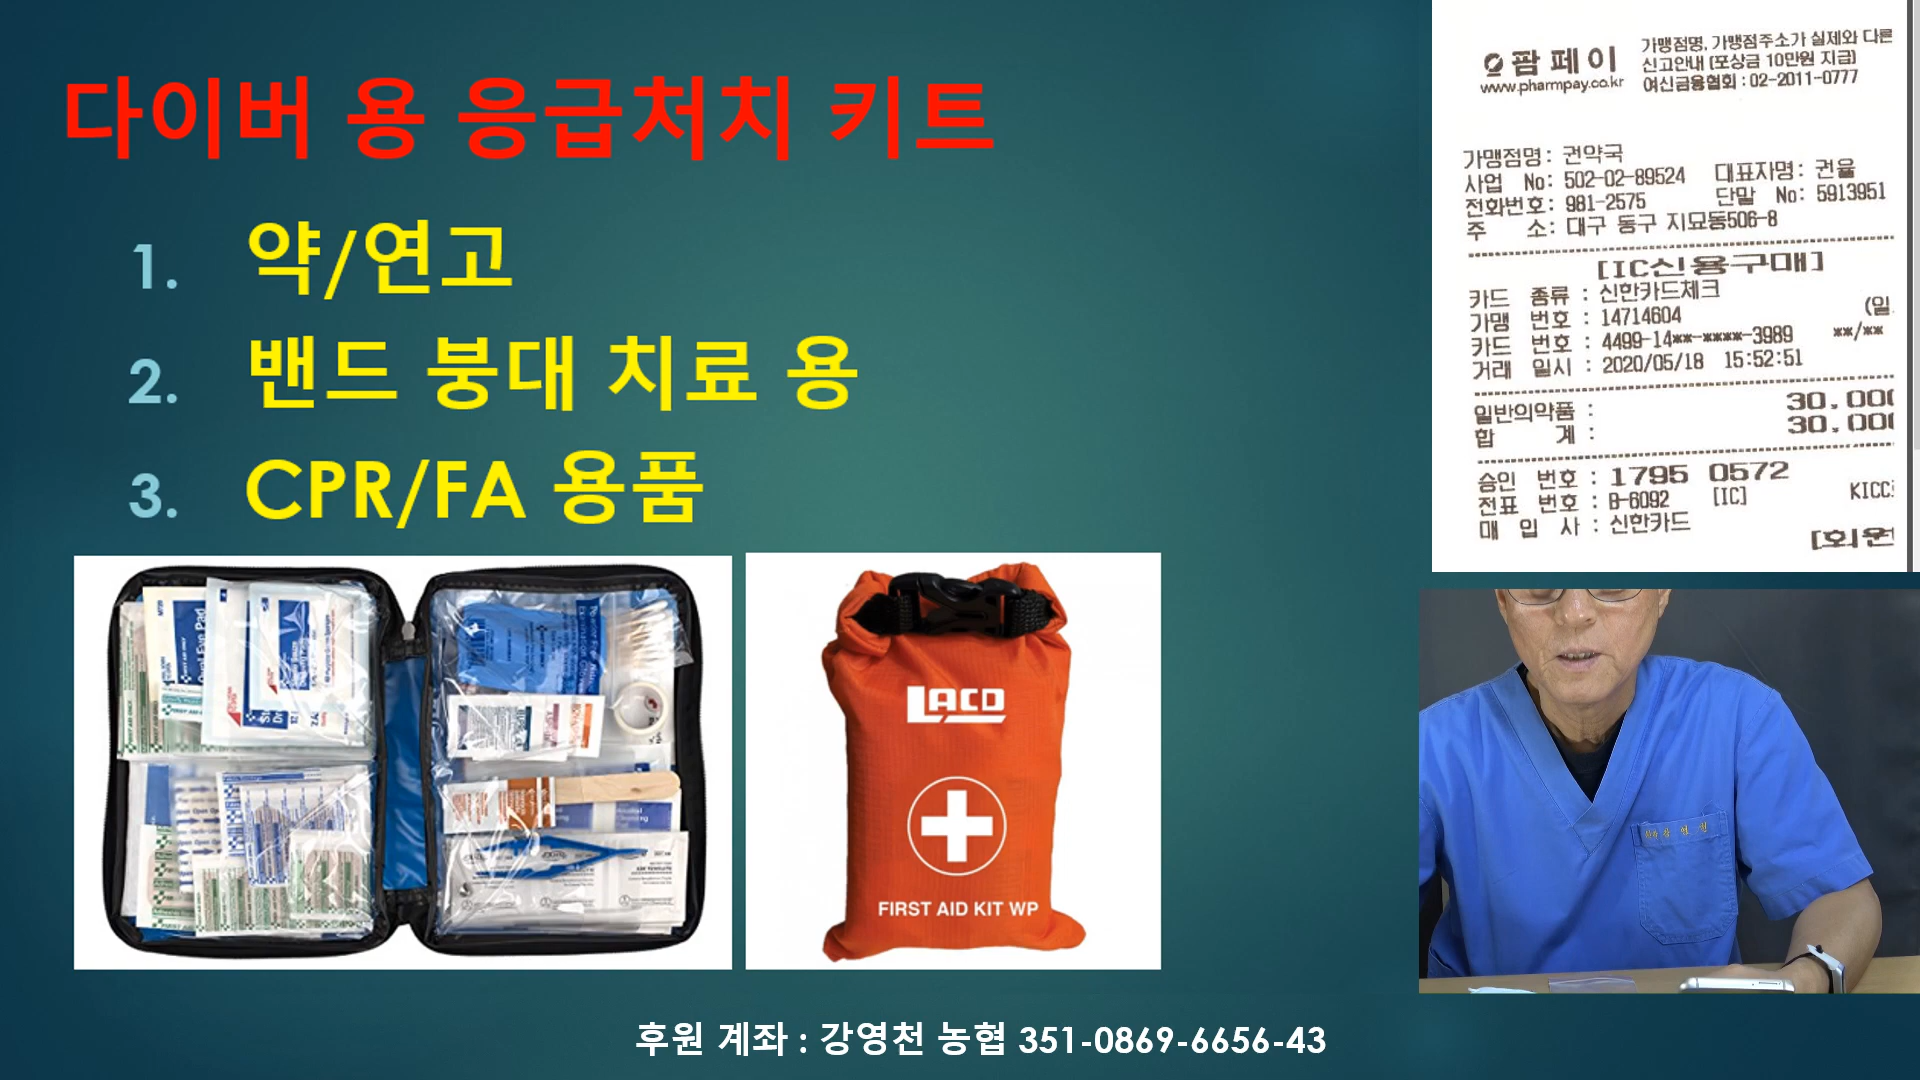 다이버 용 응급처치 키트
1. 약/연고
2. 밴드 붕대 치료 용
3. CPR/FA 용품
LACD
FIRST AID KIT WP
후원 계좌 : 강영천 농협 351-0869-6656-43
팜페이
www.pharmpay.co.kr
가맹점명, 가맹점주소가 실제와 다른
신고안내 (포상금 10만원 지급)
여신금융협회 : 02-2011-0777
가맹점명: 권약국
사업 No: 502-02-89524 대표자명: 권율
전화번호: 981-2575 단말 No: 5913951
주 소: 대구 동구 지묘동506-8
[IC신용구매]
카드 종류 : 신한카드체크
(일
가맹 번호 : 14714604
카드 번호 : 4499-14**-****-3989 **/**
거래 일시 : 2020/05/18 15:52:51
일반의약품 : 30,000
합 계 : 30,000
승인 번호 : 1795 0572
전표 번호 : B-6092 [IC] KICC
매 입 사 : 신한카드
[회원